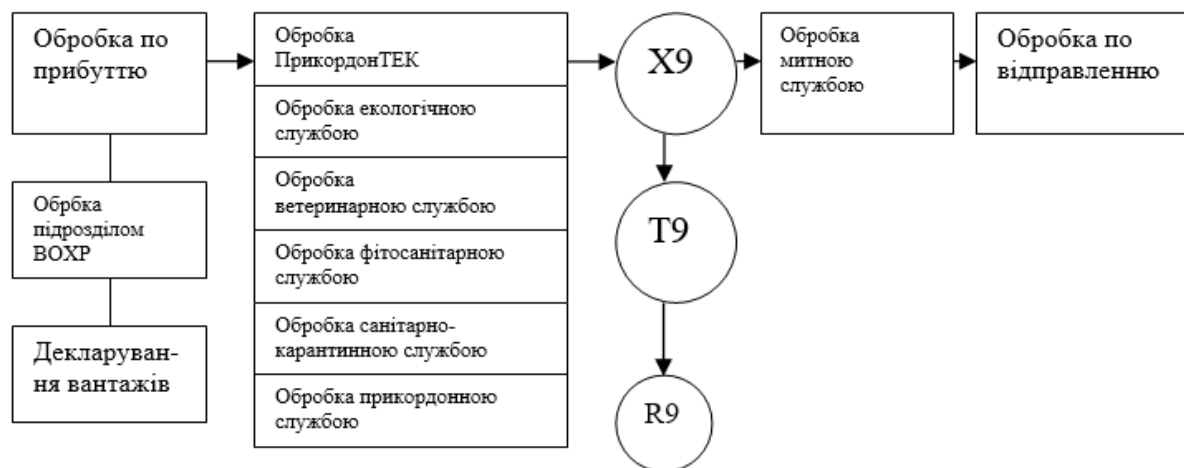 Обробка по
прибуттю
Обрбка
підрозділом
ВОХР
Декларуван-
ня вантажів
Обробка
ПрикордонТЕК
Обробка екологічною
службою
Обробка
ветеринарною службою
Обробка фітосанітарною
службою
Обробка санітарно-
карантинною службою
Обробка прикордонною
службою
X9
T9
R9
Обробка
митною
службою
Обробка по
відправленню